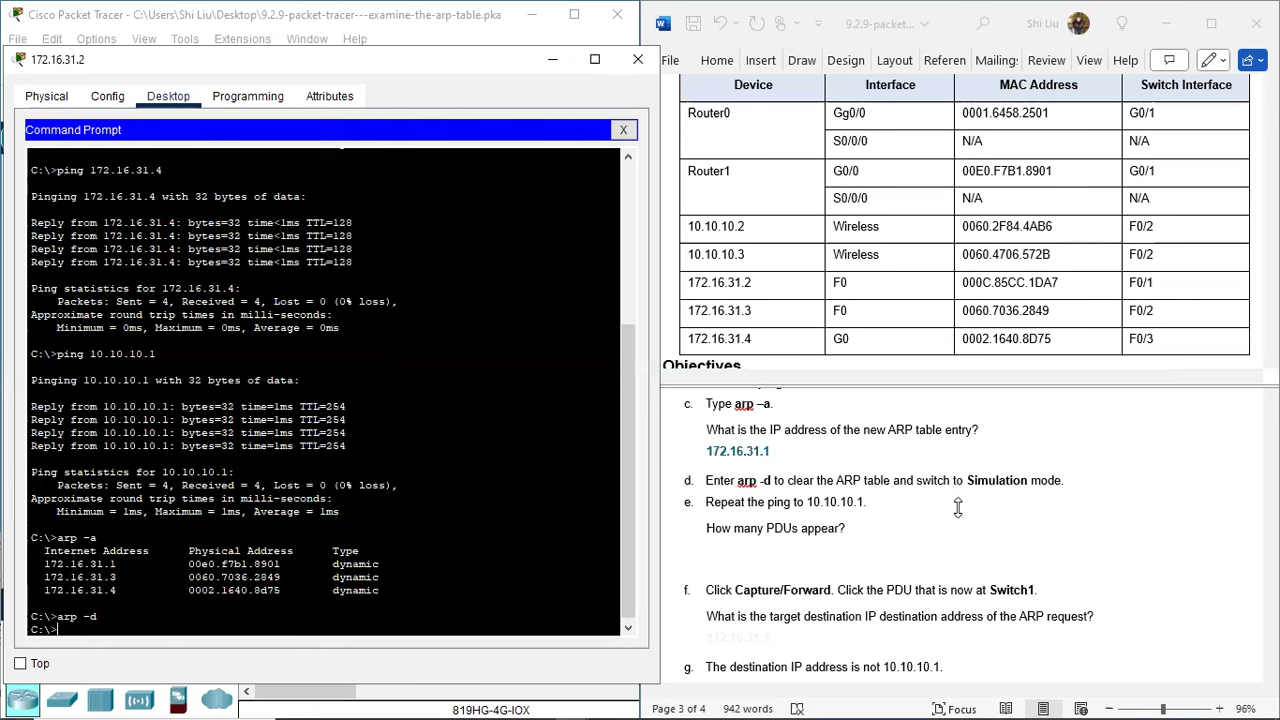 Cisco Packet Tracer - C:\Users\Shi Liu\Desktop\9.2.9-packet-tracer---examine-the-arp-table.pka
File Edit Options View Tools Extensions Window Help
172.16.31.2
Physical Config Desktop Programming Attributes
Command Prompt X
C:\>ping 172.16.31.4
Pinging 172.16.31.4 with 32 bytes of data:
Reply from 172.16.31.4: bytes=32 time<1ms TTL=128
Reply from 172.16.31.4: bytes=32 time<1ms TTL=128
Reply from 172.16.31.4: bytes=32 time<1ms TTL=128
Reply from 172.16.31.4: bytes=32 time<1ms TTL=128
Ping statistics for 172.16.31.4:
Packets: Sent = 4, Received = 4, Lost = 0 (0% loss),
Approximate round trip times in milli-seconds:
Minimum = 0ms, Maximum = 0ms, Average = 0ms
C:\>ping 10.10.10.1
Pinging 10.10.10.1 with 32 bytes of data:
Reply from 10.10.10.1: bytes=32 time=1ms TTL=254
Reply from 10.10.10.1: bytes=32 time=1ms TTL=254
Reply from 10.10.10.1: bytes=32 time=1ms TTL=254
Reply from 10.10.10.1: bytes=32 time=1ms TTL=254
Ping statistics for 10.10.10.1:
Packets: Sent = 4, Received = 4, Lost = 0 (0% loss),
Approximate round trip times in milli-seconds:
Minimum = 1ms, Maximum = 1ms, Average = 1ms
C:\>arp -a
Internet Address Physical Address Type
172.16.31.1 00e0.f7b1.8901 dynamic
172.16.31.3 0060.7036.2849 dynamic
172.16.31.4 0002.1640.8d75 dynamic
C:\>arp -d
C:\>
Top
819HG-4G-IOX
9.2.9-packet... Shi Liu
File Home Insert Draw Design Layout Referen Mailing: Review View Help
Device Interface MAC Address Switch Interface
Router0 Gg0/0 0001.6458.2501 G0/1
S0/0/0 N/A N/A
Router1 G0/0 00E0.F7B1.8901 G0/1
S0/0/0 N/A N/A
10.10.10.2 Wireless 0060.2F84.4AB6 F0/2
10.10.10.3 Wireless 0060.4706.572B F0/2
172.16.31.2 F0 000C.85CC.1DA7 F0/1
172.16.31.3 F0 0060.7036.2849 F0/2
172.16.31.4 G0 0002.1640.8D75 F0/3
Objectives
c. Type arp –a.
What is the IP address of the new ARP table entry?
172.16.31.1
d. Enter arp -d to clear the ARP table and switch to Simulation mode.
e. Repeat the ping to 10.10.10.1.
How many PDUs appear?
f. Click Capture/Forward. Click the PDU that is now at Switch1.
What is the target destination IP destination address of the ARP request?
172.16.31.1
g. The destination IP address is not 10.10.10.1.
Page 3 of 4 942 words Focus 96%